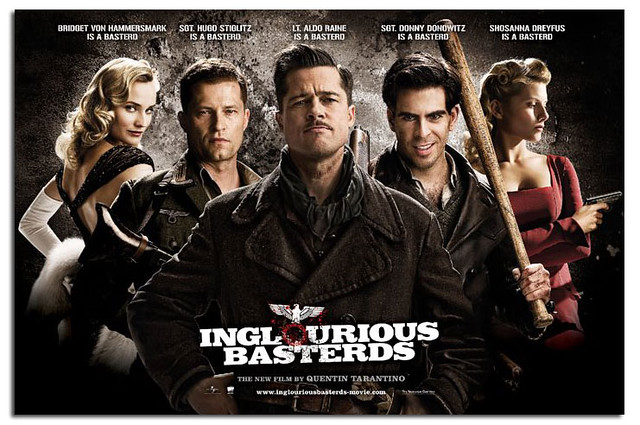 BRIDGET VON HAMMERSMARK
IS A BASTERD
SGT. HUGO STIGLITZ
IS A BASTERD
LT. ALDO RAINE
IS A BASTERD
SGT. DONNY DONOWITZ
IS A BASTERD
SHOSANNA DREYFUS
IS A BASTERD
INGLOURIOUS
BASTERDS
THE NEW FILM BY QUENTIN TARANTINO
www.inglouriousbasterds-movie.com